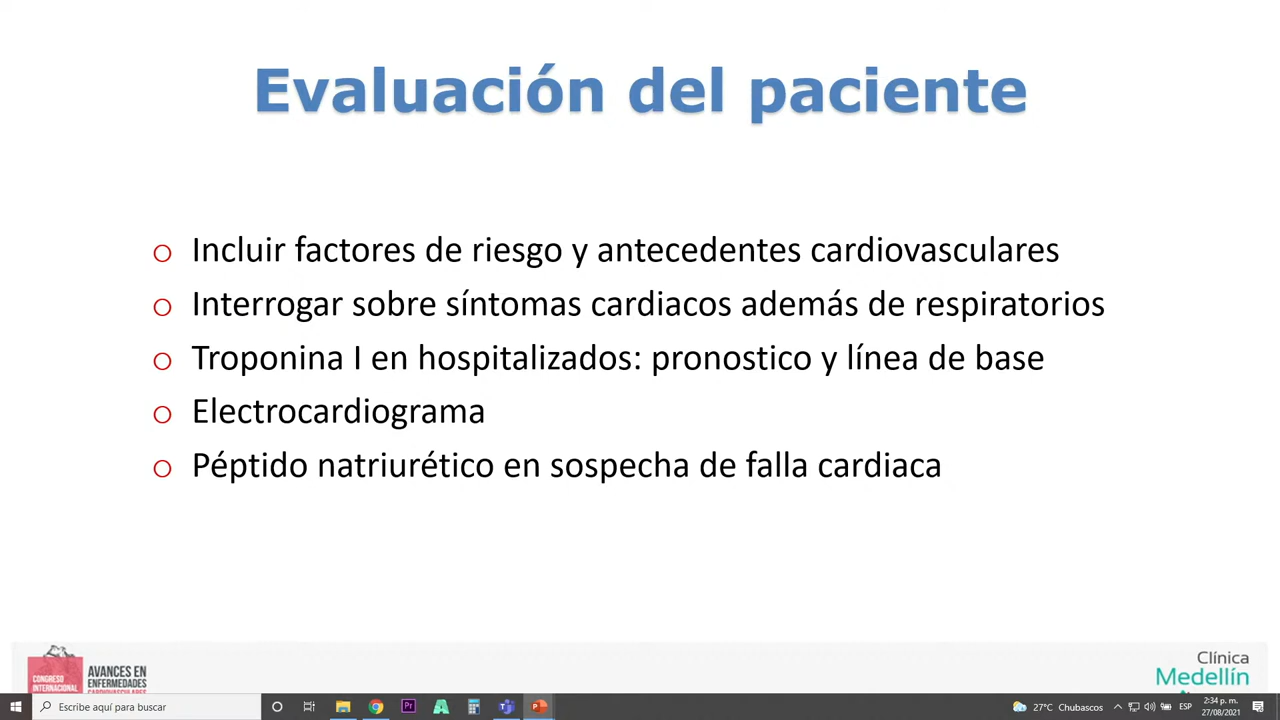 Evaluación del paciente
Incluir factores de riesgo y antecedentes cardiovasculares
Interrogar sobre síntomas cardiacos además de respiratorios
Troponina I en hospitalizados: pronostico y línea de base
Electrocardiograma
Péptido natriurético en sospecha de falla cardiaca
CONGRESO
INTERNACIONAL
AVANCES EN
ENFERMEDADES
CARDIOVASCULARES
Clínica
Medellín
Escribe aquí para buscar
Pr
27°C Chubascos
ESP
2:34 p. m.
27/08/2021